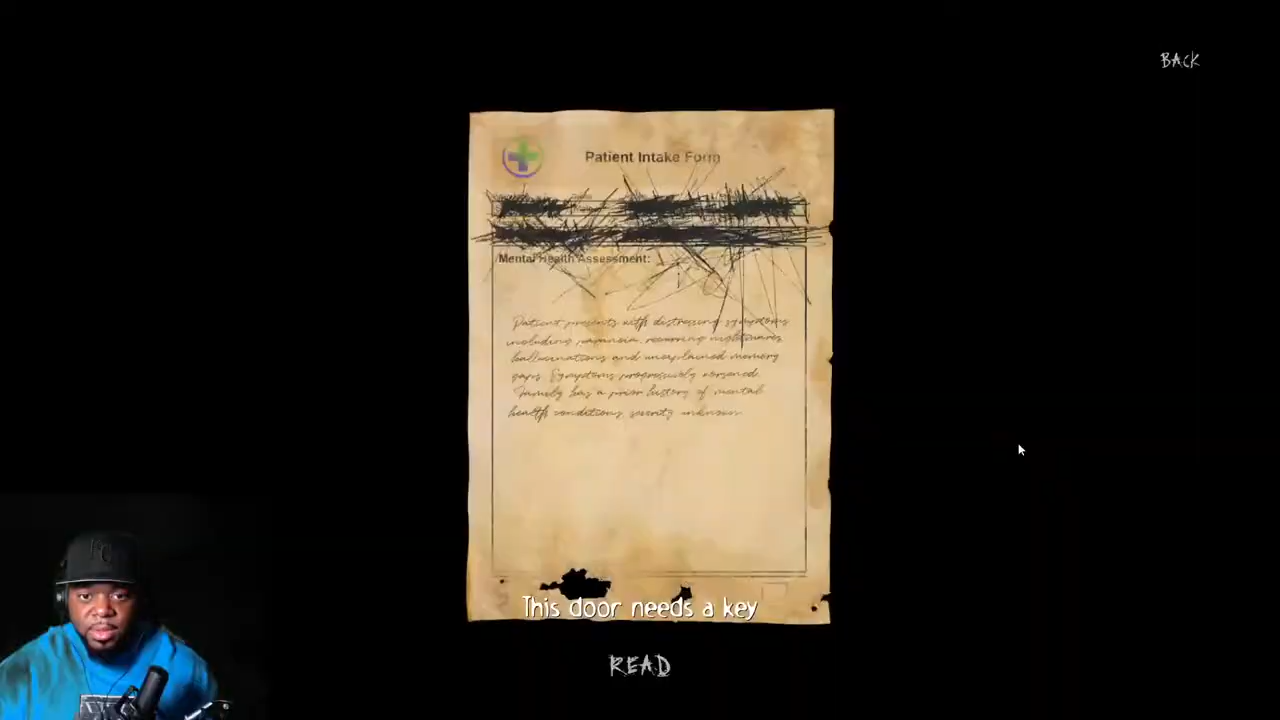 BACK
Patient Intake Form
Mental Health Assessment:
Patient presents with distressing symptoms
including paranoia, recurring nightmares
hallucinations and unexplained memory
gaps. Symptoms progressively worsened.
Family has a prior history of mental
health conditions, severity unknown
This door needs a key
READ